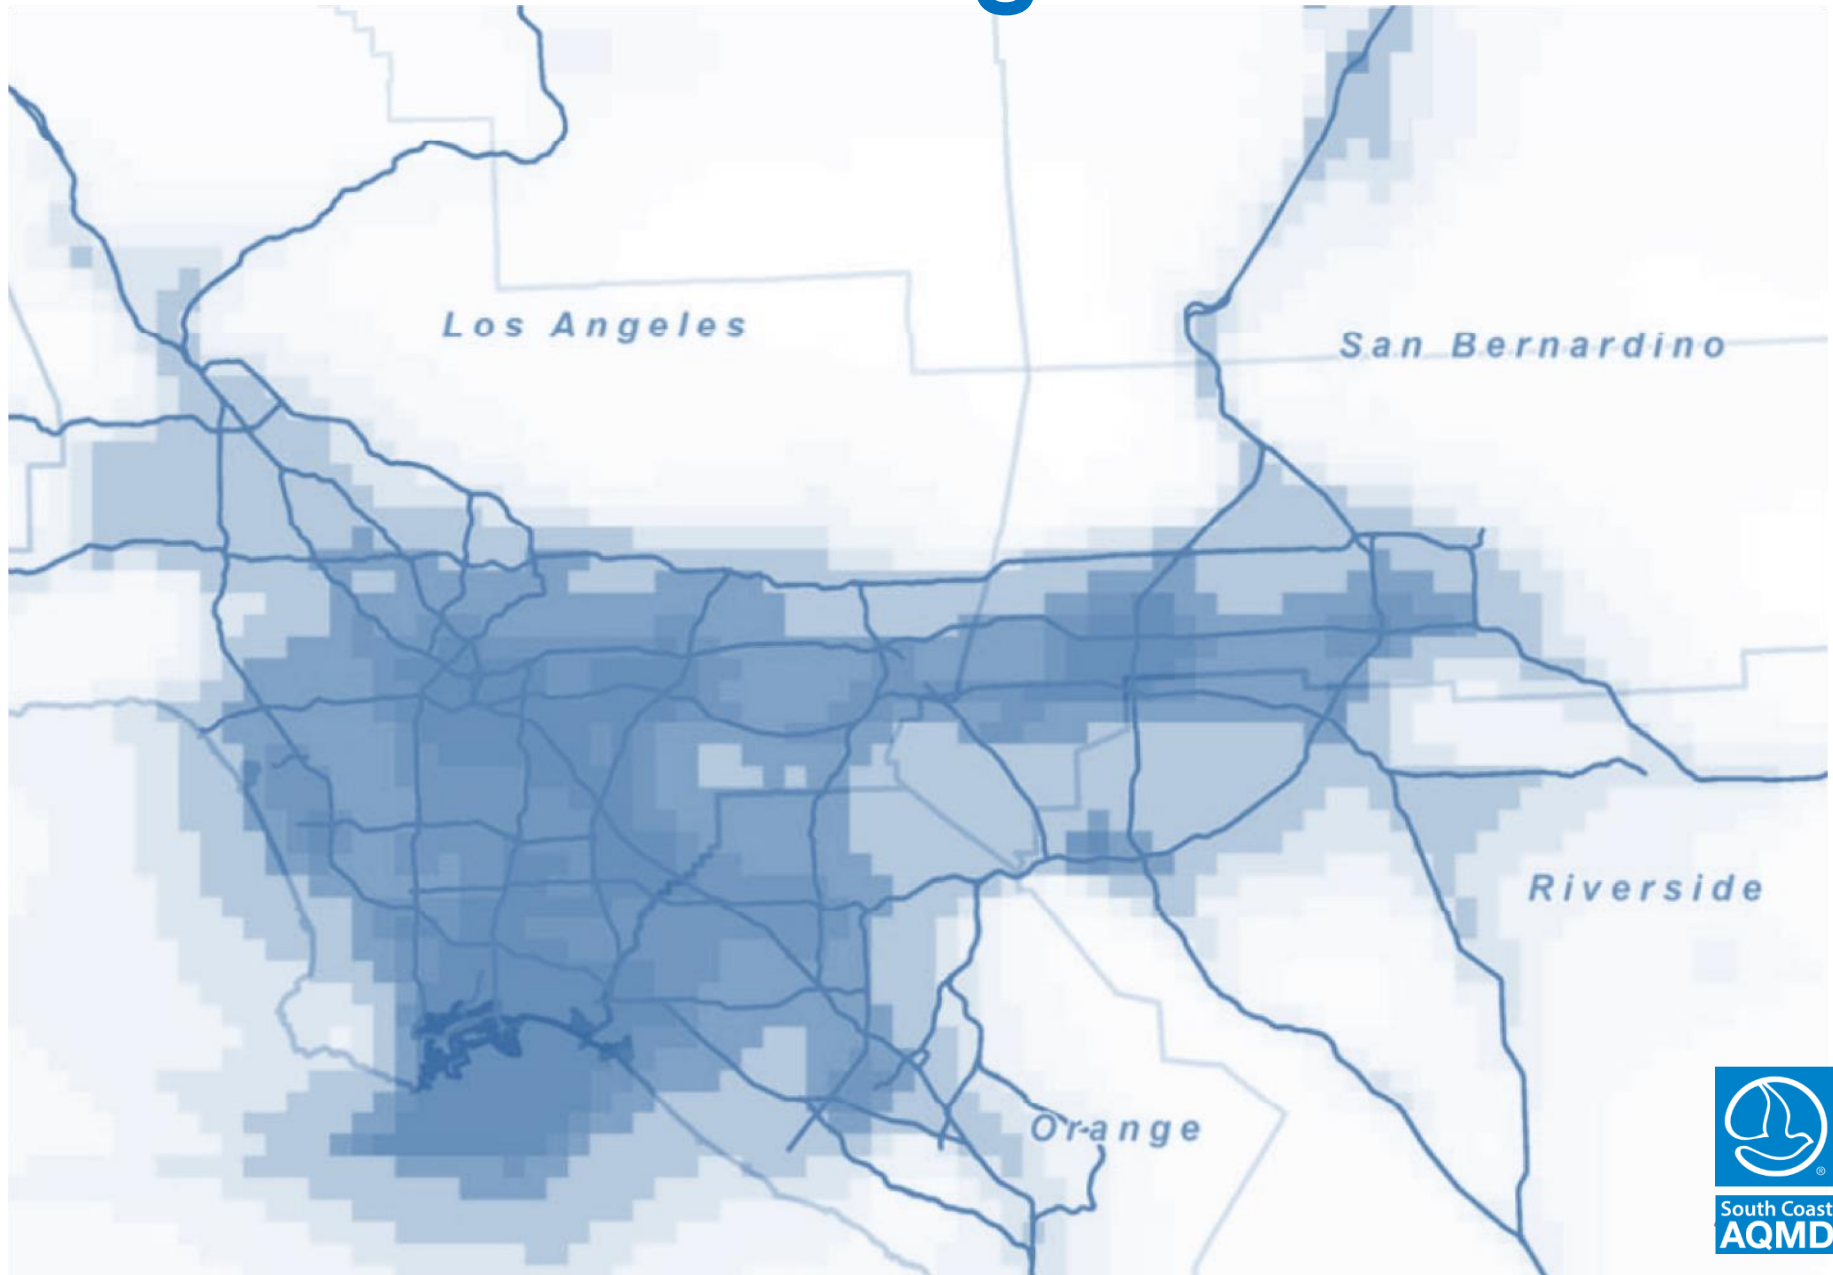 Los Angeles
San Bernardino
Riverside
Orange
South Coast
AQMD